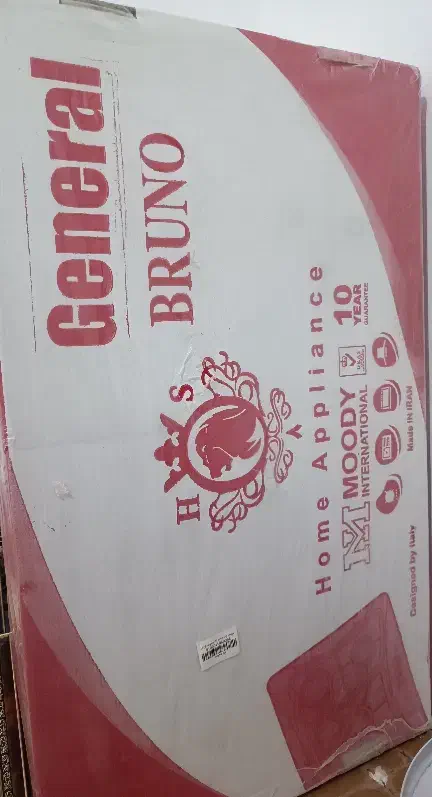 General
BRUNO
H S
Home Appliance
MOODY
INTERNATIONAL
10
YEAR
GUARANTEE
Designed by Italy
Made IN IRAN